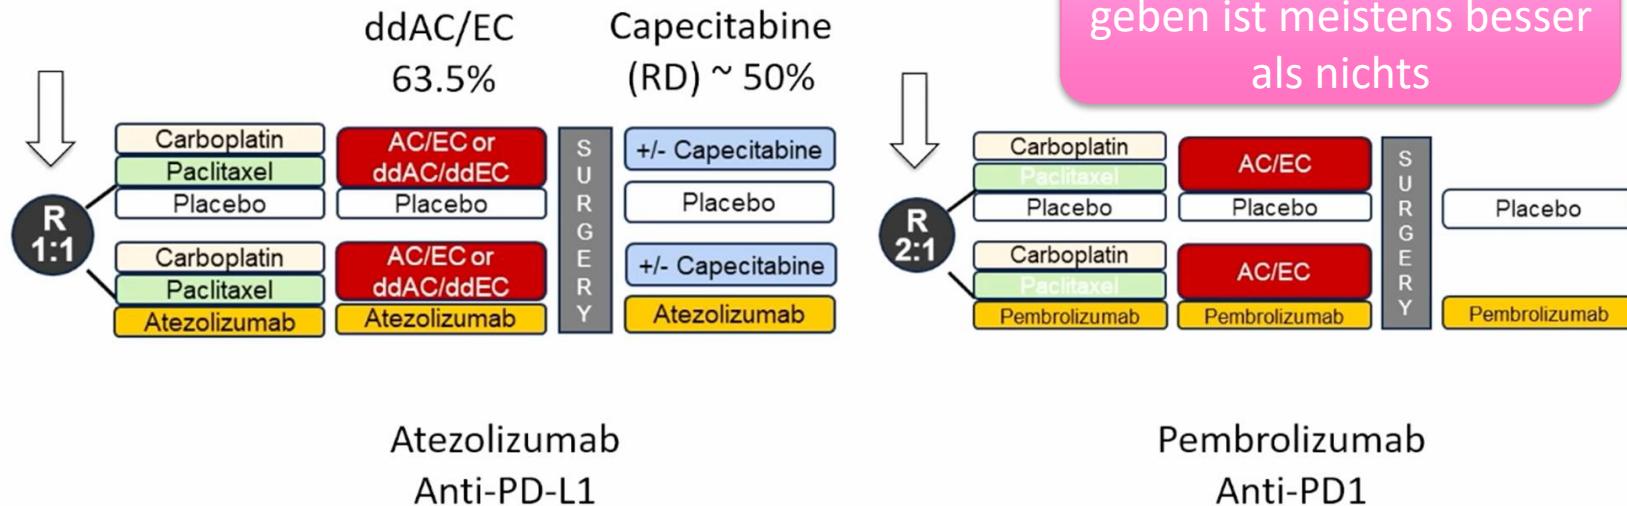 ddAC/EC
63.5%
Capecitabine
(RD) ~ 50%
geben ist meistens besser
als nichts
R
1:1
Carboplatin
Paclitaxel
Placebo
AC/EC or
ddAC/ddEC
Placebo
SURGERY
+/- Capecitabine
Placebo
Carboplatin
Paclitaxel
Atezolizumab
AC/EC or
ddAC/ddEC
Atezolizumab
+/- Capecitabine
Atezolizumab
R
2:1
Carboplatin
Paclitaxel
Placebo
AC/EC
Placebo
SURGERY
Placebo
Carboplatin
Paclitaxel
Pembrolizumab
AC/EC
Pembrolizumab
Pembrolizumab
Atezolizumab
Anti-PD-L1
Pembrolizumab
Anti-PD1